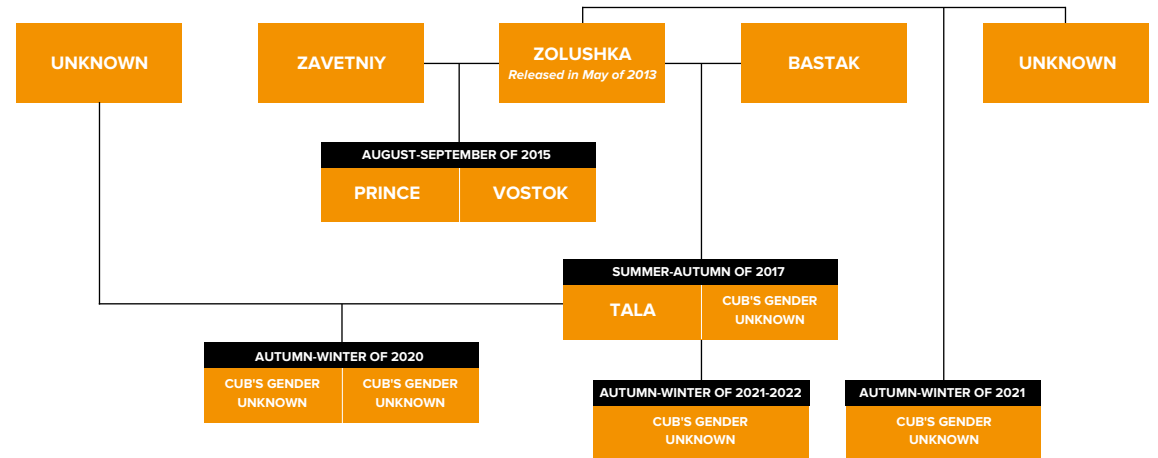 UNKNOWN
ZAVETNIY
ZOLUSHKA
Released in May of 2013
BASTAK
UNKNOWN
AUGUST-SEPTEMBER OF 2015
PRINCE
VOSTOK
SUMMER-AUTUMN OF 2017
TALA
CUB'S GENDER
UNKNOWN
AUTUMN-WINTER OF 2020
CUB'S GENDER
UNKNOWN
CUB'S GENDER
UNKNOWN
AUTUMN-WINTER OF 2021-2022
CUB'S GENDER
UNKNOWN
AUTUMN-WINTER OF 2021
CUB'S GENDER
UNKNOWN